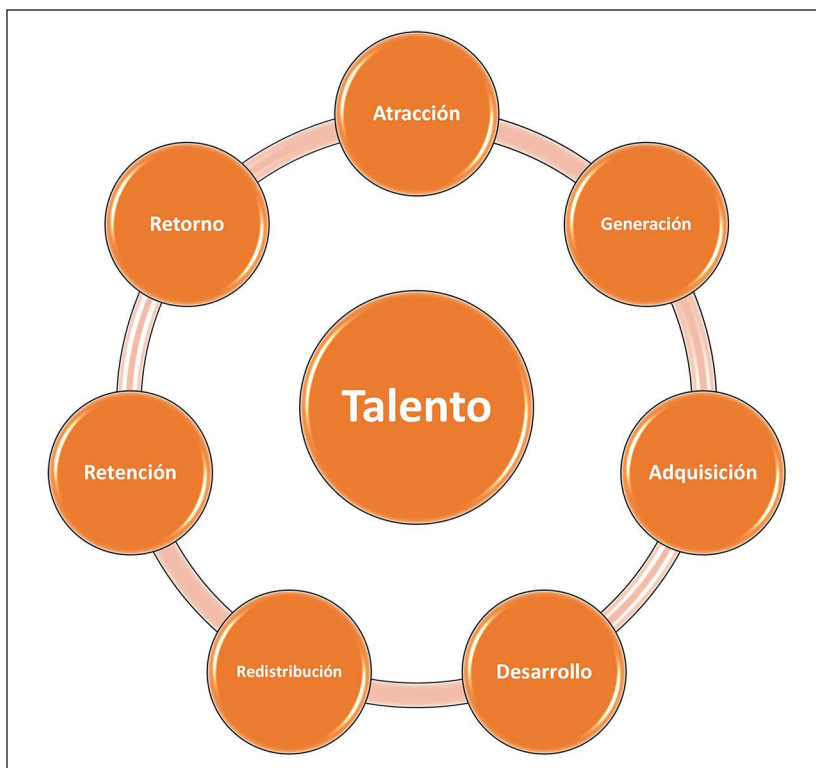 Atracción
Generación
Adquisición
Desarrollo
Redistribución
Retención
Retorno
Talento